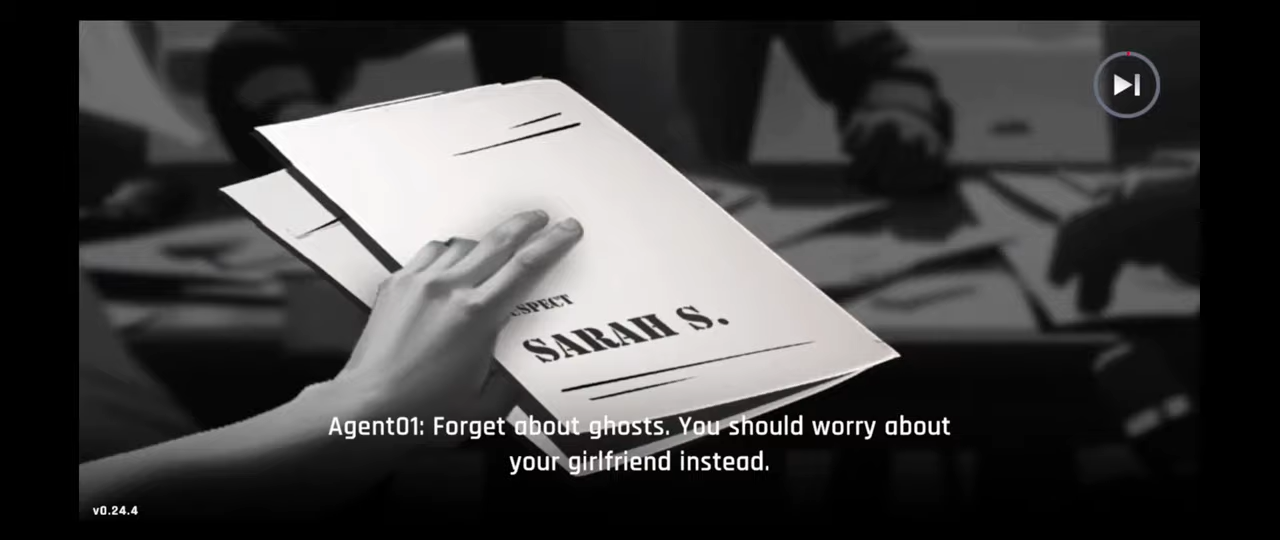 SARAH S.
Agent01: Forget about ghosts. You should worry about
your girlfriend instead.
v0.24.4